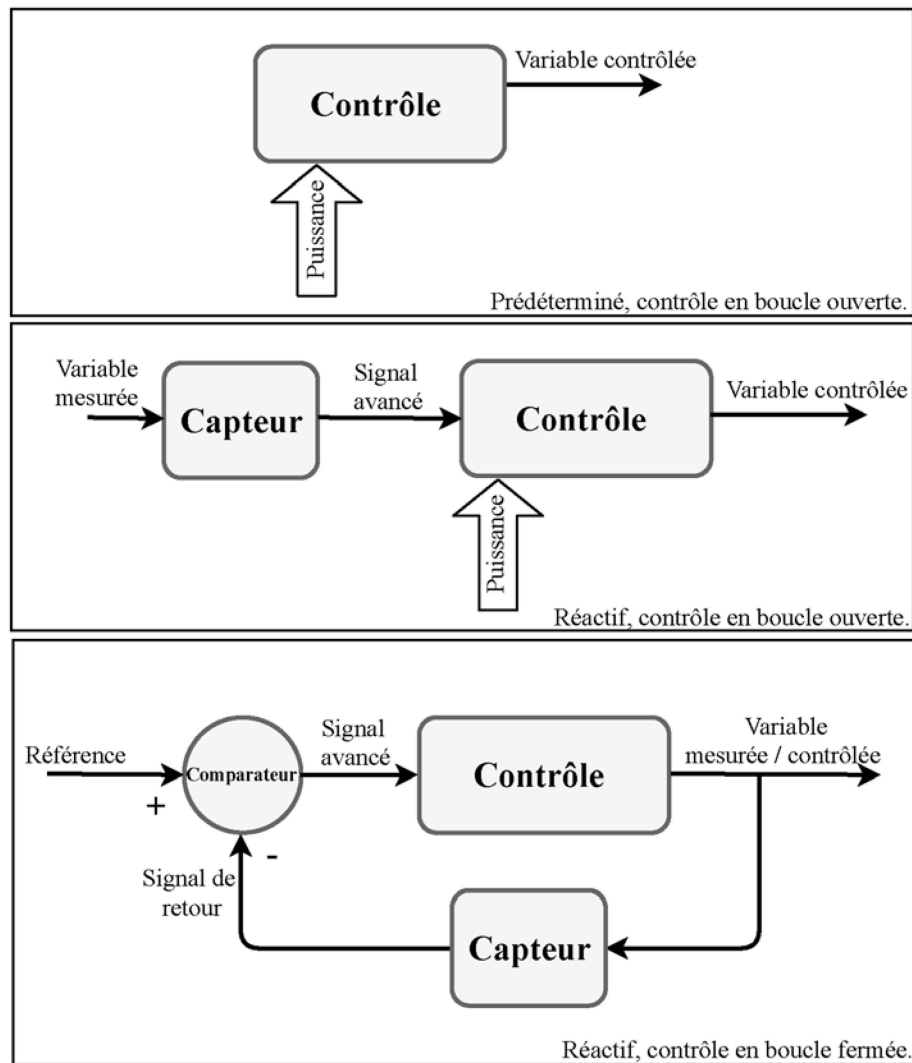 Variable contrôlée
Contrôle
Puissance
Prédéterminé, contrôle en boucle ouverte.
Variable
mesurée
Capteur
Signal
avancé
Contrôle
Variable contrôlée
Puissance
Réactif, contrôle en boucle ouverte.
Référence
+
Comparateur
-
Signal
avancé
Contrôle
Variable
mesurée / contrôlée
Signal de
retour
Capteur
Réactif, contrôle en boucle fermée.